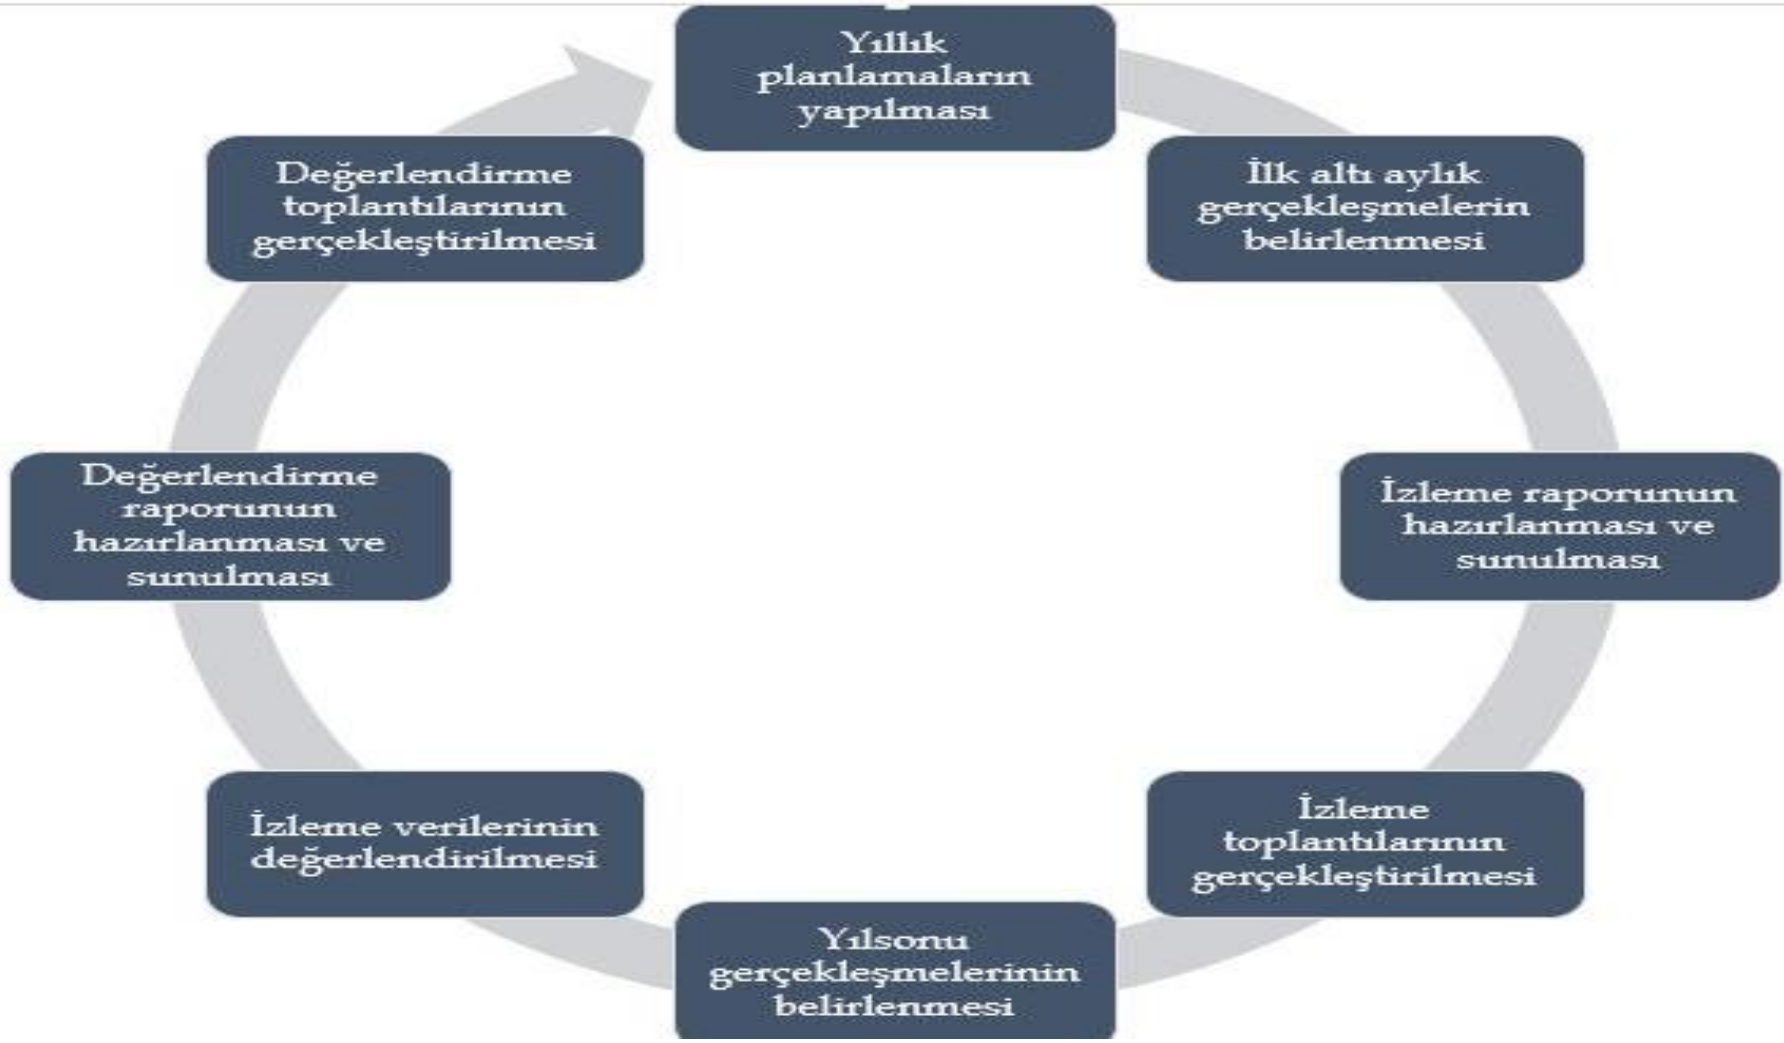 Yıllık
planlamaların
yapılması
İlk altı aylık
gerçekleşmelerin
belirlenmesi
İzleme raporunun
hazırlanması ve
sunulması
İzleme
toplantılarının
gerçekleştirilmesi
Yılsonu
gerçekleşmelerinin
belirlenmesi
İzleme verilerinin
değerlendirilmesi
Değerlendirme
raporunun
hazırlanması ve
sunulması
Değerlendirme
toplantılarının
gerçekleştirilmesi